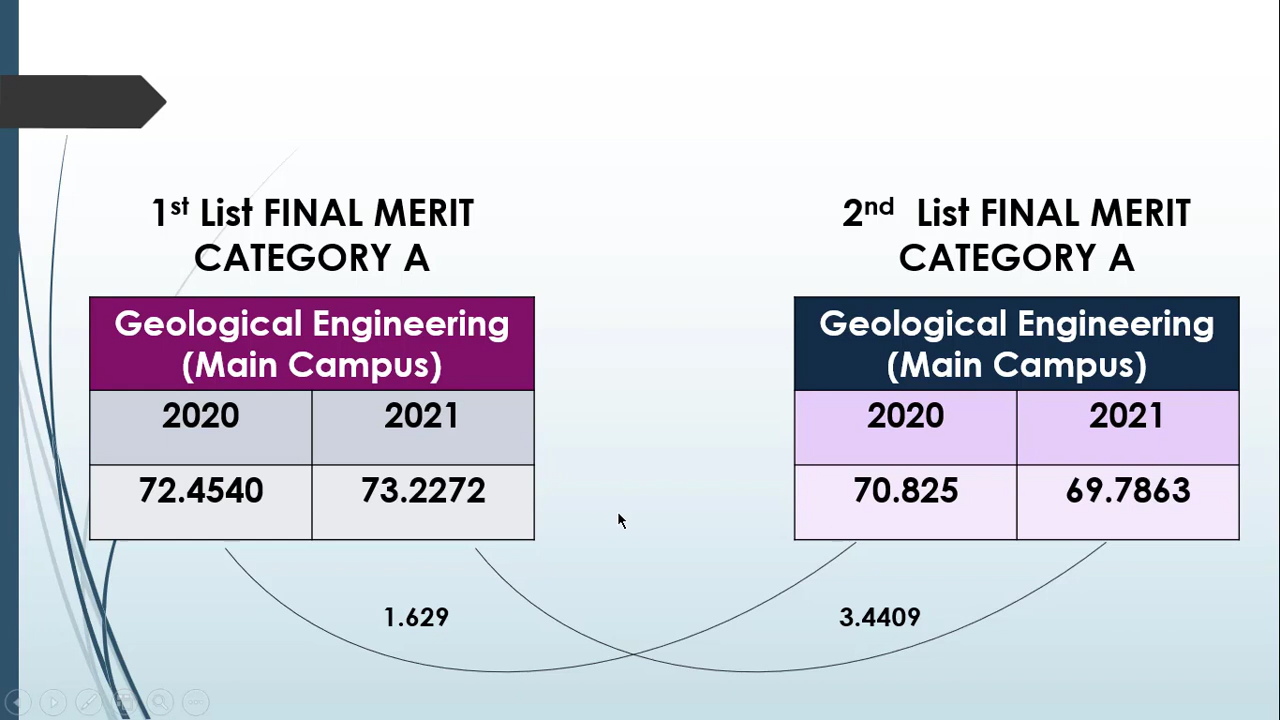 1st List FINAL MERIT
CATEGORY A
Geological Engineering
(Main Campus)
2020 2021
72.4540 73.2272
2nd List FINAL MERIT
CATEGORY A
Geological Engineering
(Main Campus)
2020 2021
70.825 69.7863
1.629
3.4409